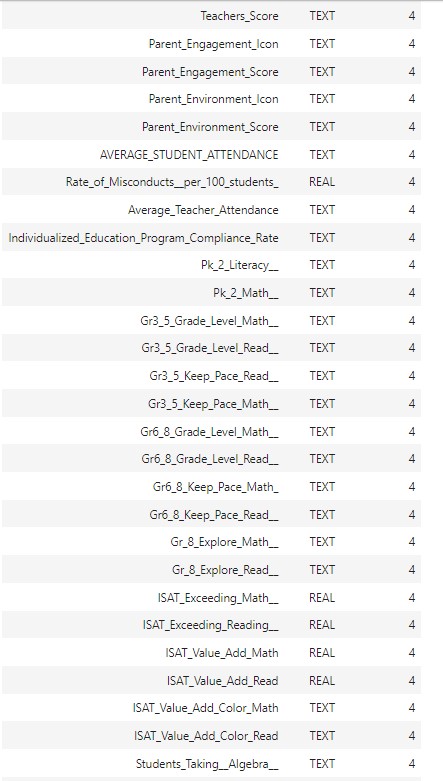 Teachers_Score TEXT 4
Parent_Engagement_Icon TEXT 4
Parent_Engagement_Score TEXT 4
Parent_Environment_Icon TEXT 4
Parent_Environment_Score TEXT 4
AVERAGE_STUDENT_ATTENDANCE TEXT 4
Rate_of_Misconducts__per_100_students_ REAL 4
Average_Teacher_Attendance TEXT 4
Individualized_Education_Program_Compliance_Rate TEXT 4
Pk_2_Literacy__ TEXT 4
Pk_2_Math__ TEXT 4
Gr3_5_Grade_Level_Math__ TEXT 4
Gr3_5_Grade_Level_Read__ TEXT 4
Gr3_5_Keep_Pace_Read__ TEXT 4
Gr3_5_Keep_Pace_Math__ TEXT 4
Gr6_8_Grade_Level_Math__ TEXT 4
Gr6_8_Grade_Level_Read__ TEXT 4
Gr6_8_Keep_Pace_Math_ TEXT 4
Gr6_8_Keep_Pace_Read__ TEXT 4
Gr_8_Explore_Math__ TEXT 4
Gr_8_Explore_Read__ TEXT 4
ISAT_Exceeding_Math__ REAL 4
ISAT_Exceeding_Reading__ REAL 4
ISAT_Value_Add_Math REAL 4
ISAT_Value_Add_Read REAL 4
ISAT_Value_Add_Color_Math TEXT 4
ISAT_Value_Add_Color_Read TEXT 4
Students_Taking__Algebra__ TEXT 4